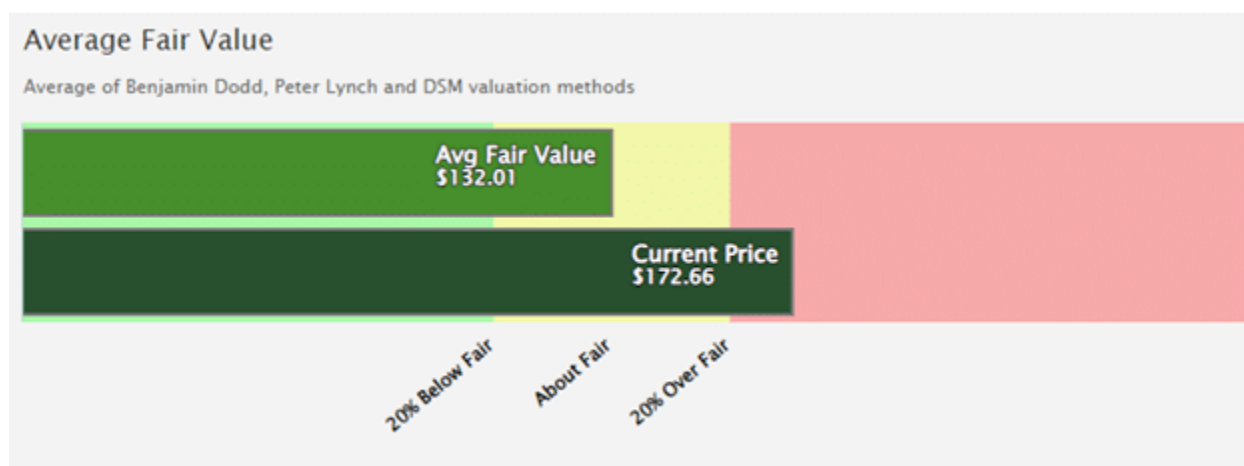 Average Fair Value
Average of Benjamin Dodd, Peter Lynch and DSM valuation methods
Avg Fair Value
$132.01
Current Price
$172.66
20% Below Fair
About Fair
20% Over Fair